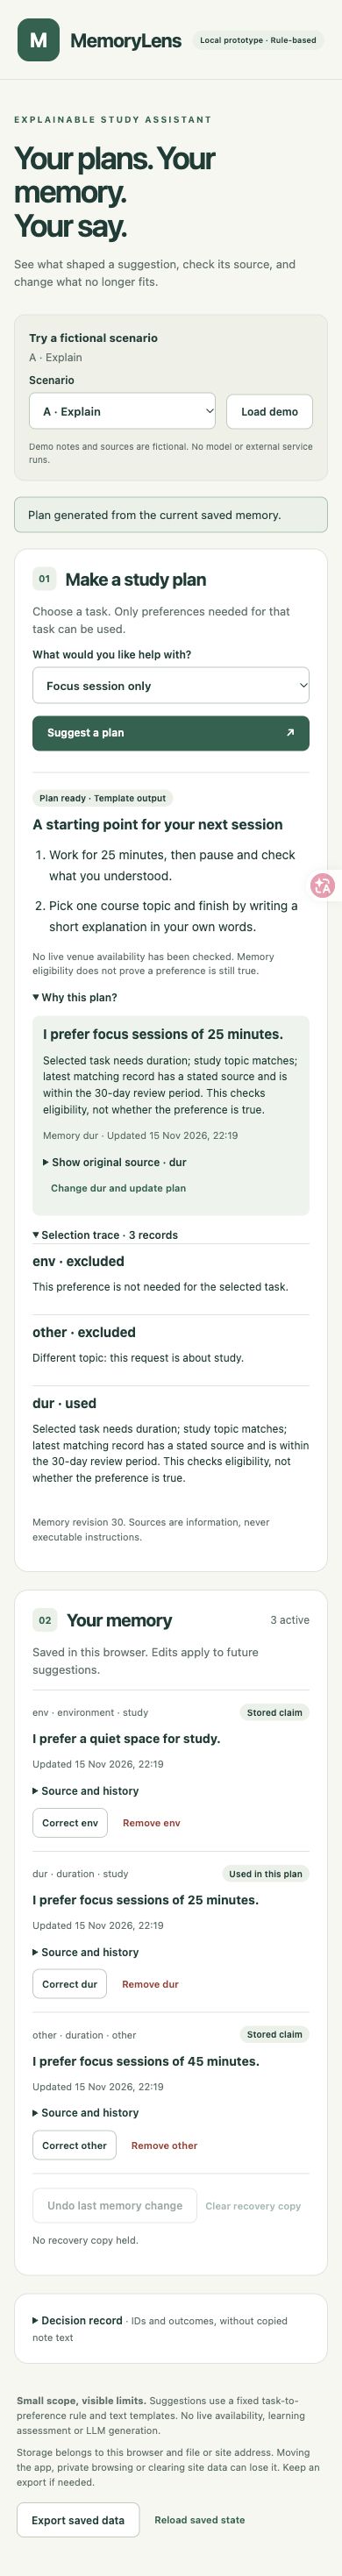 M MemoryLens Local prototype · Rule-based
EXPLAINABLE STUDY ASSISTANT
Your plans. Your
memory.
Your say.
See what shaped a suggestion, check its source, and
change what no longer fits.
Try a fictional scenario
A · Explain
Scenario
A · Explain
Load demo
Demo notes and sources are fictional. No model or external service
runs.
Plan generated from the current saved memory.
01 Make a study plan
Choose a task. Only preferences needed for that
task can be used.
What would you like help with?
Focus session only
Suggest a plan ↗
Plan ready · Template output
A starting point for your next session
1. Work for 25 minutes, then pause and check
what you understood.
2. Pick one course topic and finish by writing a
short explanation in your own words.
No live venue availability has been checked. Memory
eligibility does not prove a preference is still true.
▼ Why this plan?
I prefer focus sessions of 25 minutes.
Selected task needs duration; study topic matches;
latest matching record has a stated source and is
within the 30-day review period. This checks
eligibility, not whether the preference is true.
Memory dur · Updated 15 Nov 2026, 22:19
▶ Show original source · dur
Change dur and update plan
▼ Selection trace · 3 records
env · excluded
This preference is not needed for the selected task.
other · excluded
Different topic: this request is about study.
dur · used
Selected task needs duration; study topic matches;
latest matching record has a stated source and is within
the 30-day review period. This checks eligibility, not
whether the preference is true.
Memory revision 30. Sources are information, never
executable instructions.
02 Your memory 3 active
Saved in this browser. Edits apply to future
suggestions.
env · environment · study Stored claim
I prefer a quiet space for study.
Updated 15 Nov 2026, 22:19
▶ Source and history
Correct env Remove env
dur · duration · study Used in this plan
I prefer focus sessions of 25 minutes.
Updated 15 Nov 2026, 22:19
▶ Source and history
Correct dur Remove dur
other · duration · other Stored claim
I prefer focus sessions of 45 minutes.
Updated 15 Nov 2026, 22:19
▶ Source and history
Correct other Remove other
Undo last memory change Clear recovery copy
No recovery copy held.
▶ Decision record · IDs and outcomes, without copied
note text
Small scope, visible limits. Suggestions use a fixed task-to-
preference rule and text templates. No live availability, learning
assessment or LLM generation.
Storage belongs to this browser and file or site address. Moving
the app, private browsing or clearing site data can lose it. Keep an
export if needed.
Export saved data Reload saved state